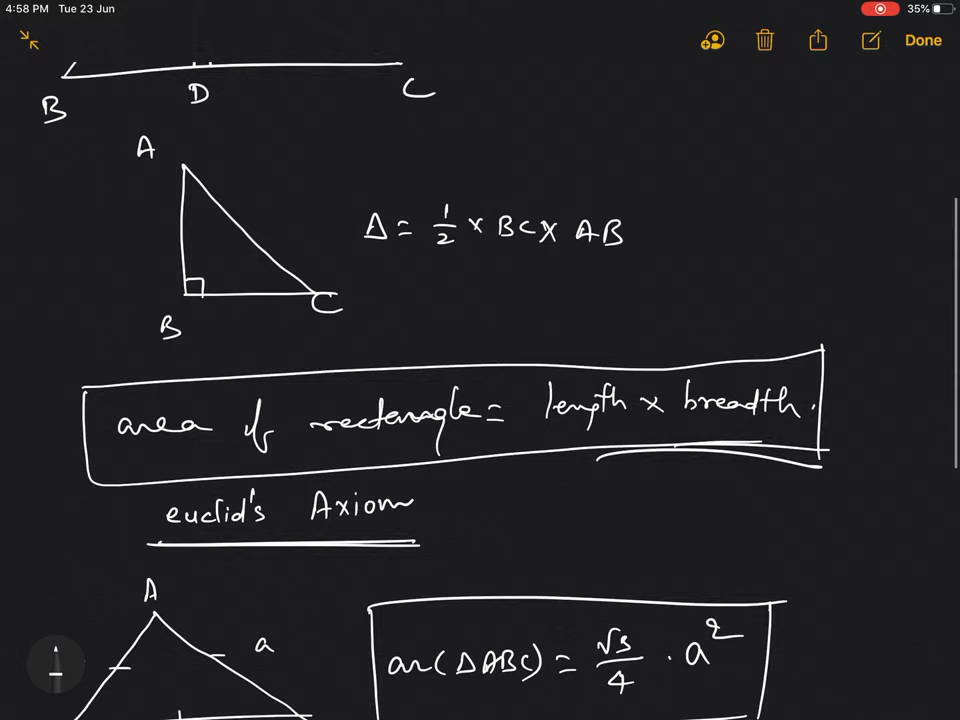 4:58 PM Tue 23 Jun 35%
Done
B D C
A
Δ = 1/2 × BC × AB
B C
area of rectenagle = length × breadth.
euclid's Axiom
A
a
ar(ΔABC) = √3/4 · a²